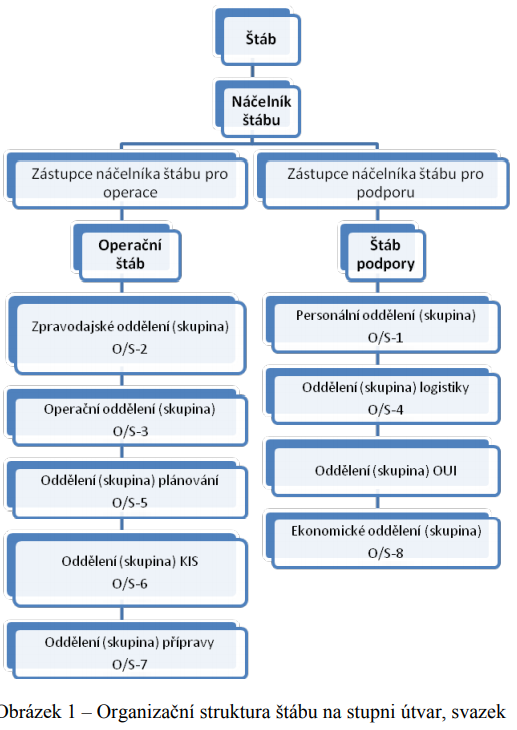 Štáb
Náčelník
štábu
Zástupce náčelníka štábu pro
operace
Zástupce náčelníka štábu pro
podporu
Operační
štáb
Štáb
podpory
Zpravodajské oddělení (skupina)
O/S-2
Operační oddělení (skupina)
O/S-3
Oddělení (skupina) plánování
O/S-5
Oddělení (skupina) KIS
O/S-6
Oddělení (skupina) přípravy
O/S-7
Personální oddělení (skupina)
O/S-1
Oddělení (skupina) logistiky
O/S-4
Oddělení (skupina) OUI
Ekonomické oddělení (skupina)
O/S-8
Obrázek 1 – Organizační struktura štábu na stupni útvar, svazek